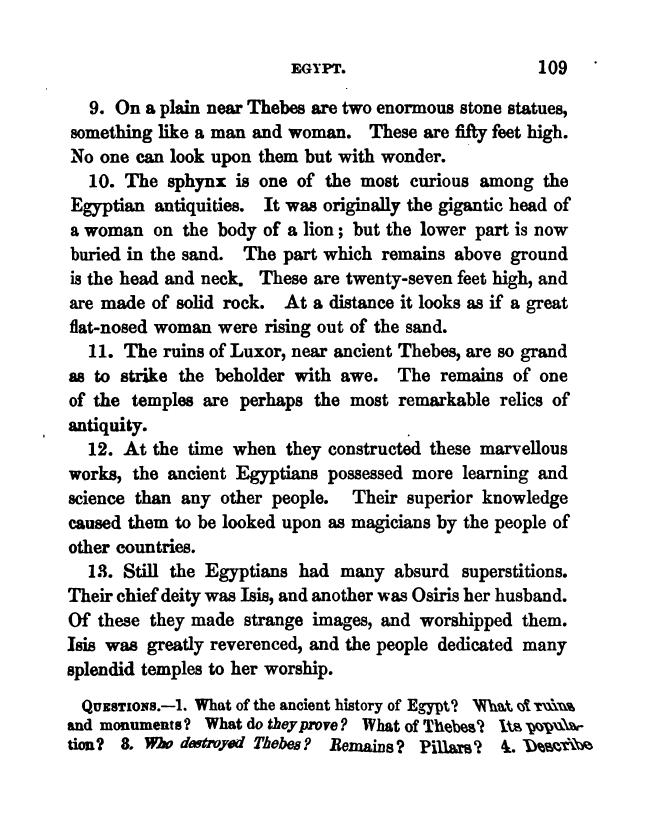 EGYPT. 109
9. On a plain near Thebes are two enormous stone statues,
something like a man and woman. These are fifty feet high.
No one can look upon them but with wonder.
10. The sphynx is one of the most curious among the
Egyptian antiquities. It was originally the gigantic head of
a woman on the body of a lion; but the lower part is now
buried in the sand. The part which remains above ground
is the head and neck. These are twenty-seven feet high, and
are made of solid rock. At a distance it looks as if a great
flat-nosed woman were rising out of the sand.
11. The ruins of Luxor, near ancient Thebes, are so grand
as to strike the beholder with awe. The remains of one
of the temples are perhaps the most remarkable relics of
antiquity.
12. At the time when they constructed these marvellous
works, the ancient Egyptians possessed more learning and
science than any other people. Their superior knowledge
caused them to be looked upon as magicians by the people of
other countries.
13. Still the Egyptians had many absurd superstitions.
Their chief deity was Isis, and another was Osiris her husband.
Of these they made strange images, and worshipped them.
Isis was greatly reverenced, and the people dedicated many
splendid temples to her worship.
QUESTIONS.—1. What of the ancient history of Egypt? What of ruins
and monuments? What do they prove? What of Thebes? Its popula-
tion? 3. Who destroyed Thebes? Remains? Pillars? 4. Describe